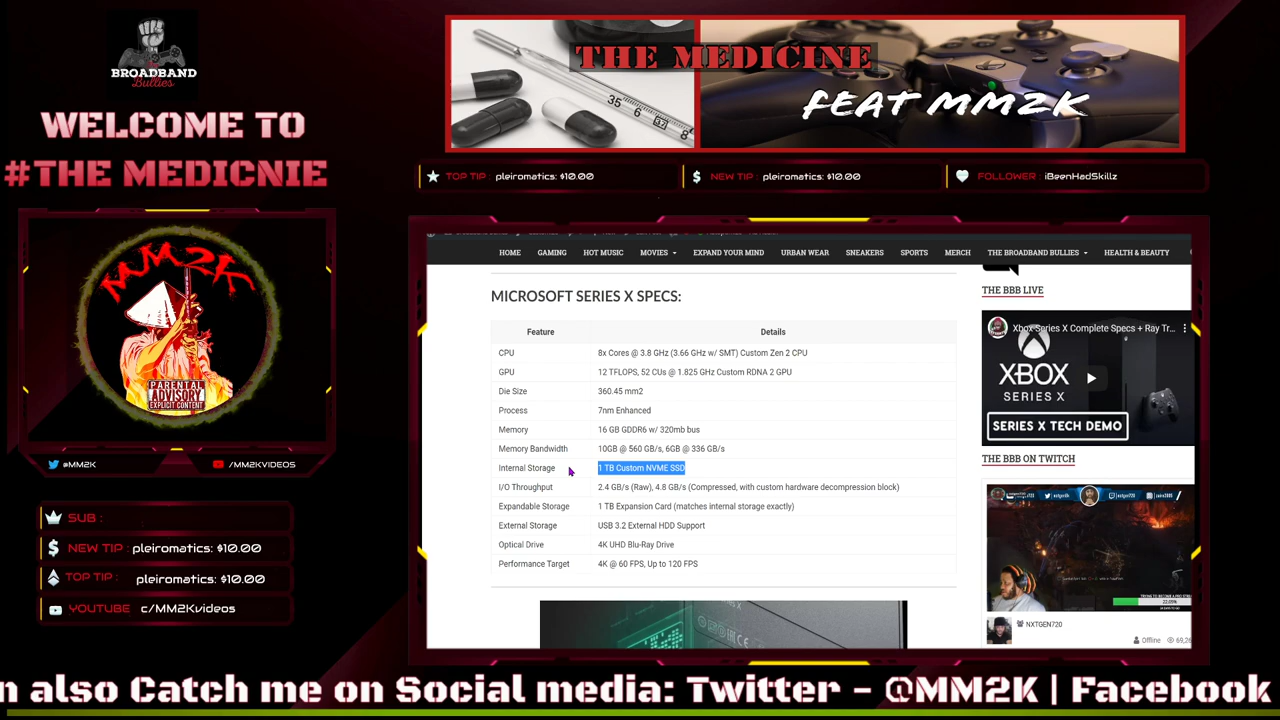 BROADBAND
Bullies
WELCOME TO
#THE MEDICNIE
THE MEDICINE
FEAT MM2K
35 6 37 8
TOP TIP : pleiromatics: $10.00
NEW TIP : pleiromatics: $10.00
FOLLOWER : iBeenHadSkillz
MM2K
PARENTAL
ADVISORY
EXPLICIT CONTENT
@MM2K
/MM2KVIDEOS
SUB :
NEW TIP : pleiromatics: $10.00
TOP TIP : pleiromatics: $10.00
YOUTUBE c/MM2Kvideos
HOME GAMING HOT MUSIC MOVIES EXPAND YOUR MIND URBAN WEAR SNEAKERS SPORTS MERCH THE BROADBAND BULLIES HEALTH & BEAUTY
MICROSOFT SERIES X SPECS:
Feature Details
CPU 8x Cores @ 3.8 GHz (3.66 GHz w/ SMT) Custom Zen 2 CPU
GPU 12 TFLOPS, 52 CUs @ 1.825 GHz Custom RDNA 2 GPU
Die Size 360.45 mm2
Process 7nm Enhanced
Memory 16 GB GDDR6 w/ 320mb bus
Memory Bandwidth 10GB @ 560 GB/s, 6GB @ 336 GB/s
Internal Storage 1 TB Custom NVME SSD
I/O Throughput 2.4 GB/s (Raw), 4.8 GB/s (Compressed, with custom hardware decompression block)
Expandable Storage 1 TB Expansion Card (matches internal storage exactly)
External Storage USB 3.2 External HDD Support
Optical Drive 4K UHD Blu-Ray Drive
Performance Target 4K @ 60 FPS, Up to 120 FPS
THE BBB LIVE
Xbox Series X Complete Specs + Ray Tr...
XBOX
SERIES X
SERIES X TECH DEMO
THE BBB ON TWITCH
22.09%
NXTGEN720
Offline 69,26
n also Catch me on Social media: Twitter - @MM2K | Facebook